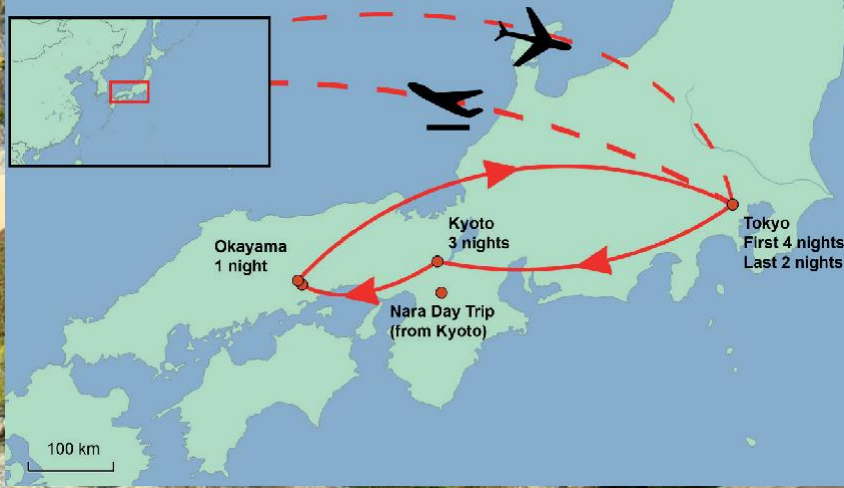 Okayama
1 night
Kyoto
3 nights
Tokyo
First 4 nights
Last 2 nights
Nara Day Trip
(from Kyoto)
100 km